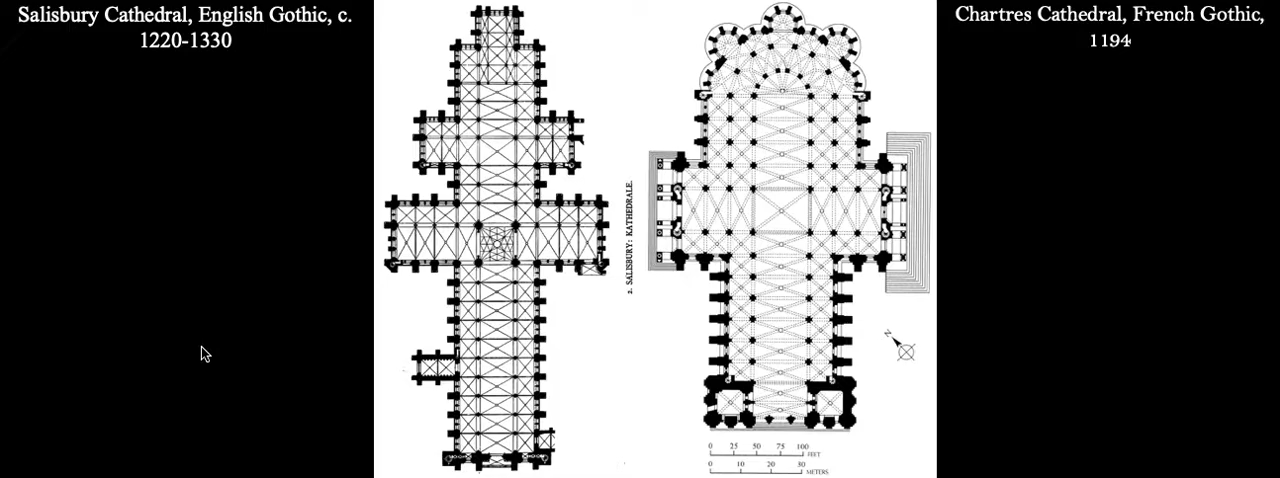 Salisbury Cathedral, English Gothic, c.
1220-1330
Chartres Cathedral, French Gothic,
1194
2. SALISBURY: KATHEDRALE.
N
0 25 50 75 100
FEET
0 10 20 30
METERS